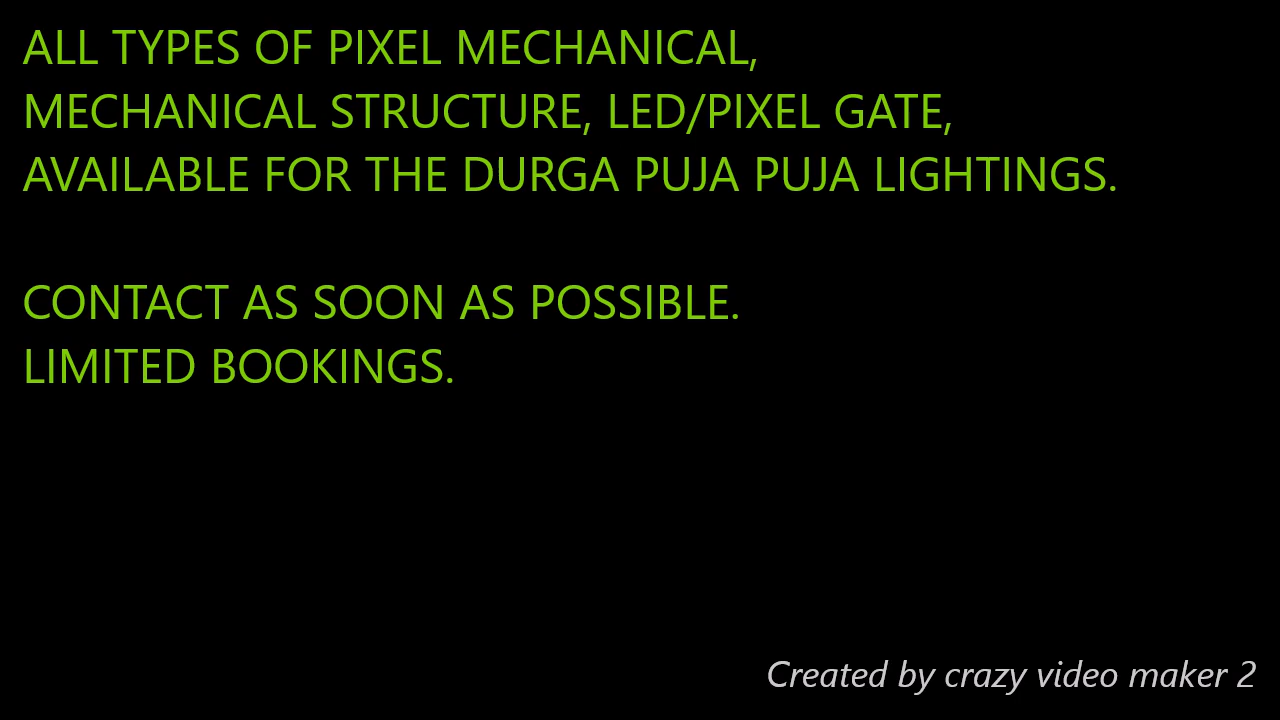 ALL TYPES OF PIXEL MECHANICAL,
MECHANICAL STRUCTURE, LED/PIXEL GATE,
AVAILABLE FOR THE DURGA PUJA PUJA LIGHTINGS.
CONTACT AS SOON AS POSSIBLE.
LIMITED BOOKINGS.
Created by crazy video maker 2